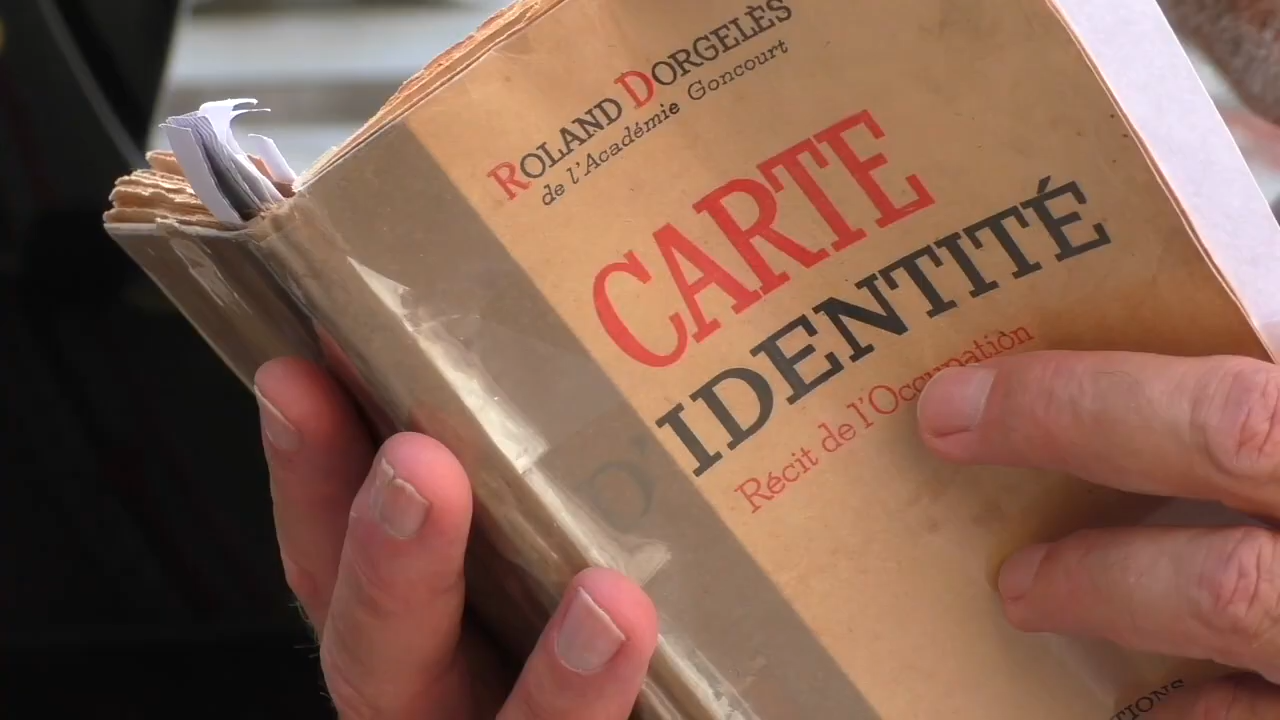 ROLAND DORGELÈS
de l'Académie Goncourt
CARTE
D'IDENTITÉ
Récit de l'Occupation